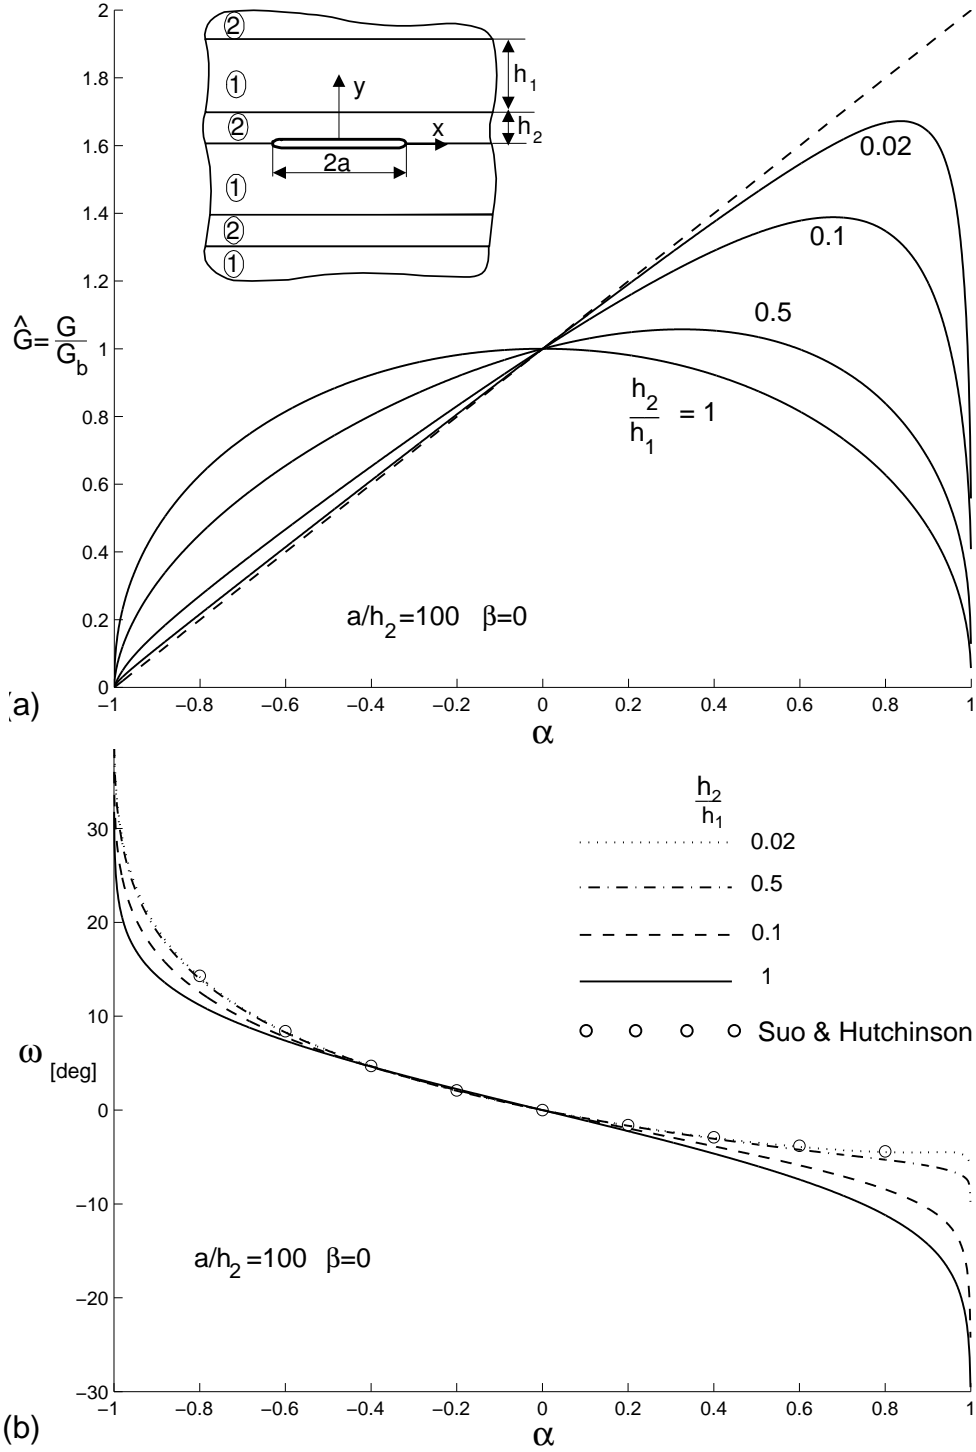 2
②
1.8
①
h1
y
1.6
②
x
h2
2a
0.02
①
1.4
②
0.1
①
1.2
0.5
Ĝ=G/Gb
1
h2/h1 = 1
0.8
0.6
0.4
a/h2=100 β=0
0.2
0
(a)
−1 −0.8 −0.6 −0.4 −0.2 0 0.2 0.4 0.6 0.8 1
α
h2/h1
30
0.02
0.5
20
0.1
1
10
Suo & Hutchinson
ω [deg]
0
−10
a/h2=100 β=0
−20
−30
−1 −0.8 −0.6 −0.4 −0.2 0 0.2 0.4 0.6 0.8 1
(b)
α